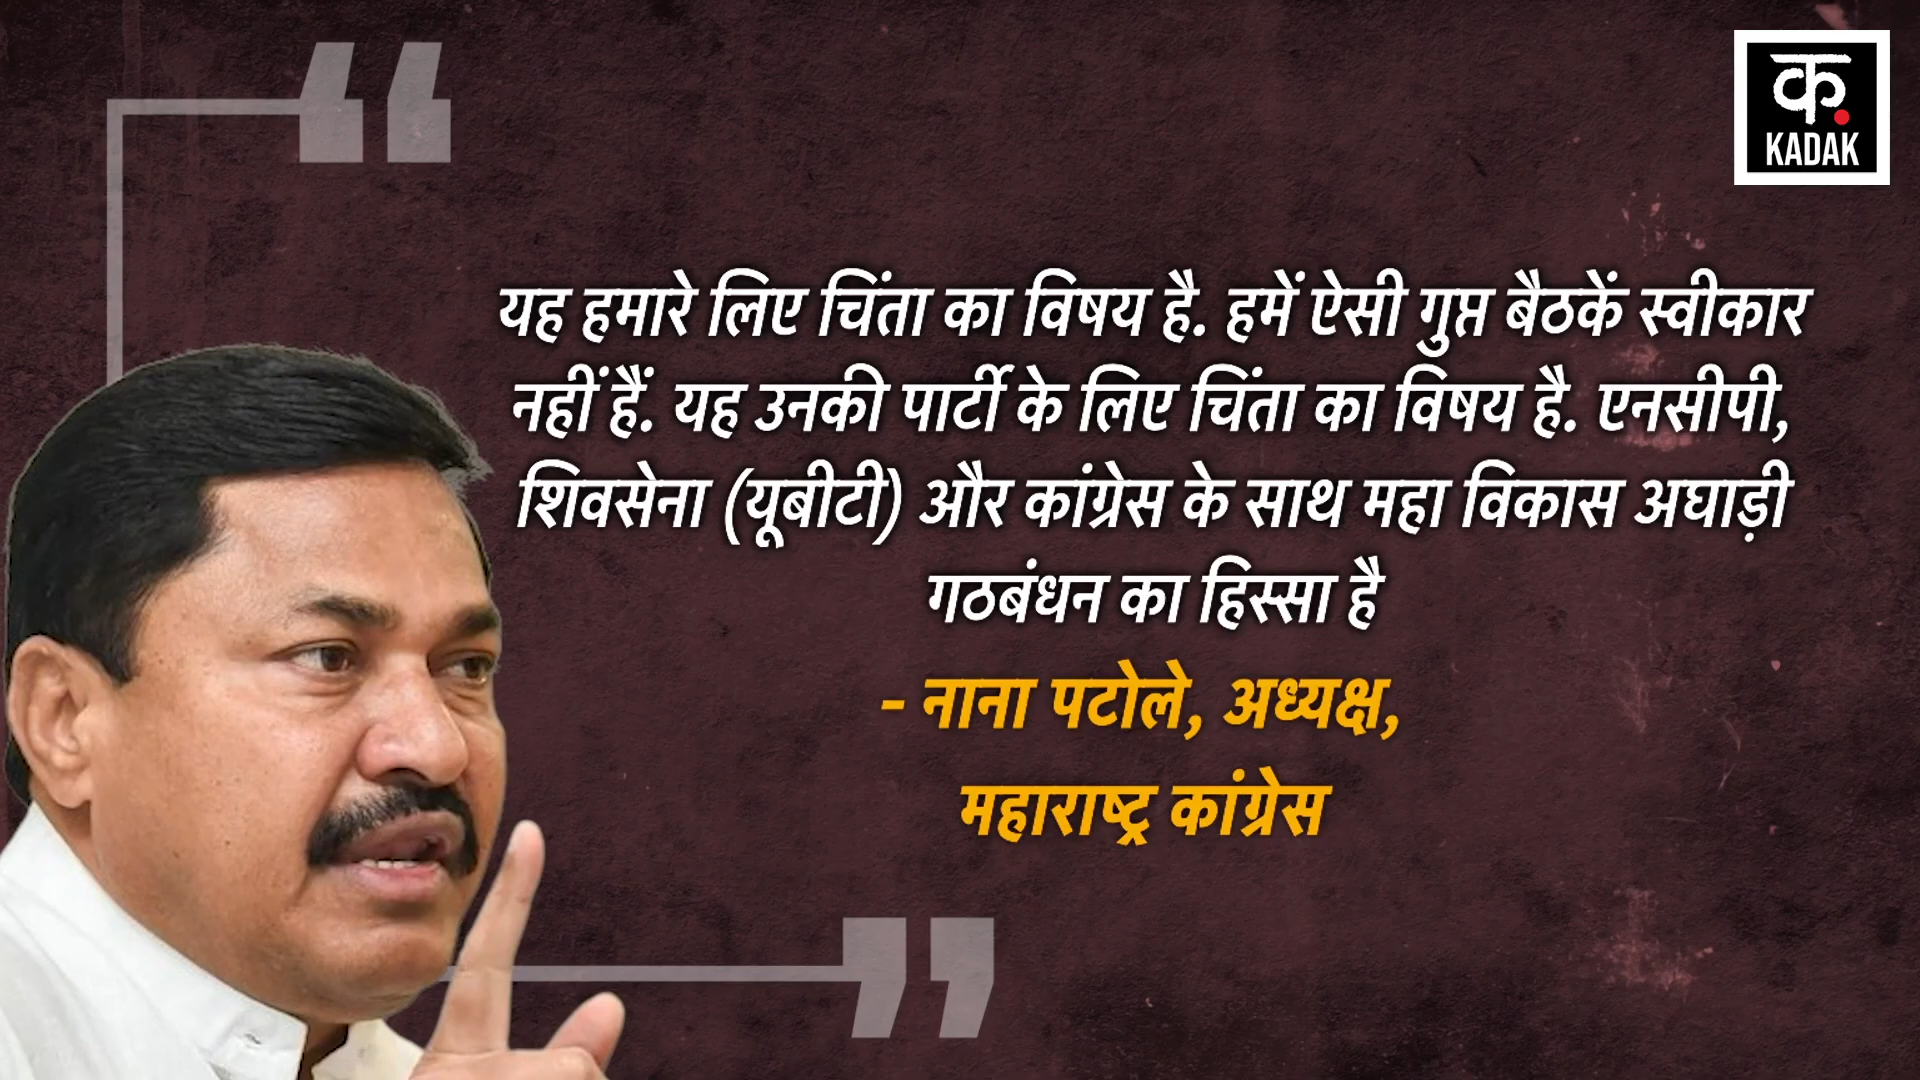 क
KADAK
यह हमारे लिए चिंता का विषय है. हमें ऐसी गुप्त बैठकें स्वीकार
नहीं हैं. यह उनकी पार्टी के लिए चिंता का विषय है. एनसीपी,
शिवसेना (यूबीटी) और कांग्रेस के साथ महा विकास अघाड़ी
गठबंधन का हिस्सा है
- नाना पटोले, अध्यक्ष,
महाराष्ट्र कांग्रेस